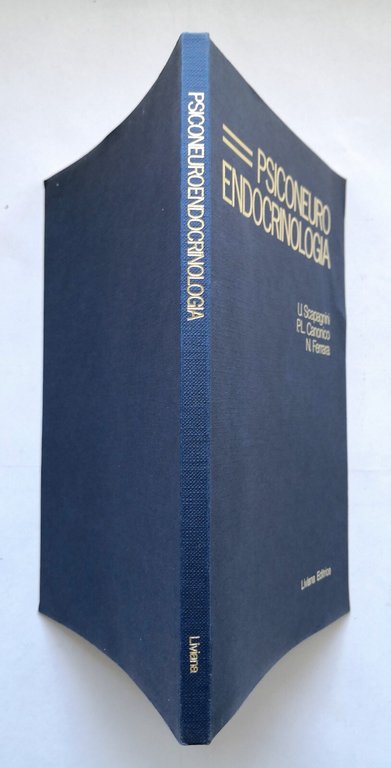 PSICONEUROENDOCRINOLOGIA
Liviana
PSICONEURO
ENDOCRINOLOGIA
U. Scapagnini
P.L. Canonico
N. Ferrara
Liviana Editrice